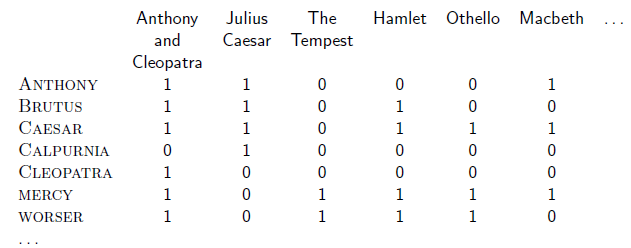 Anthony Julius The Hamlet Othello Macbeth ...
and Caesar Tempest
Cleopatra
ANTHONY 1 1 0 0 0 1
BRUTUS 1 1 0 1 0 0
CAESAR 1 1 0 1 1 1
CALPURNIA 0 1 0 0 0 0
CLEOPATRA 1 0 0 0 0 0
MERCY 1 0 1 1 1 1
WORSER 1 0 1 1 1 0
...